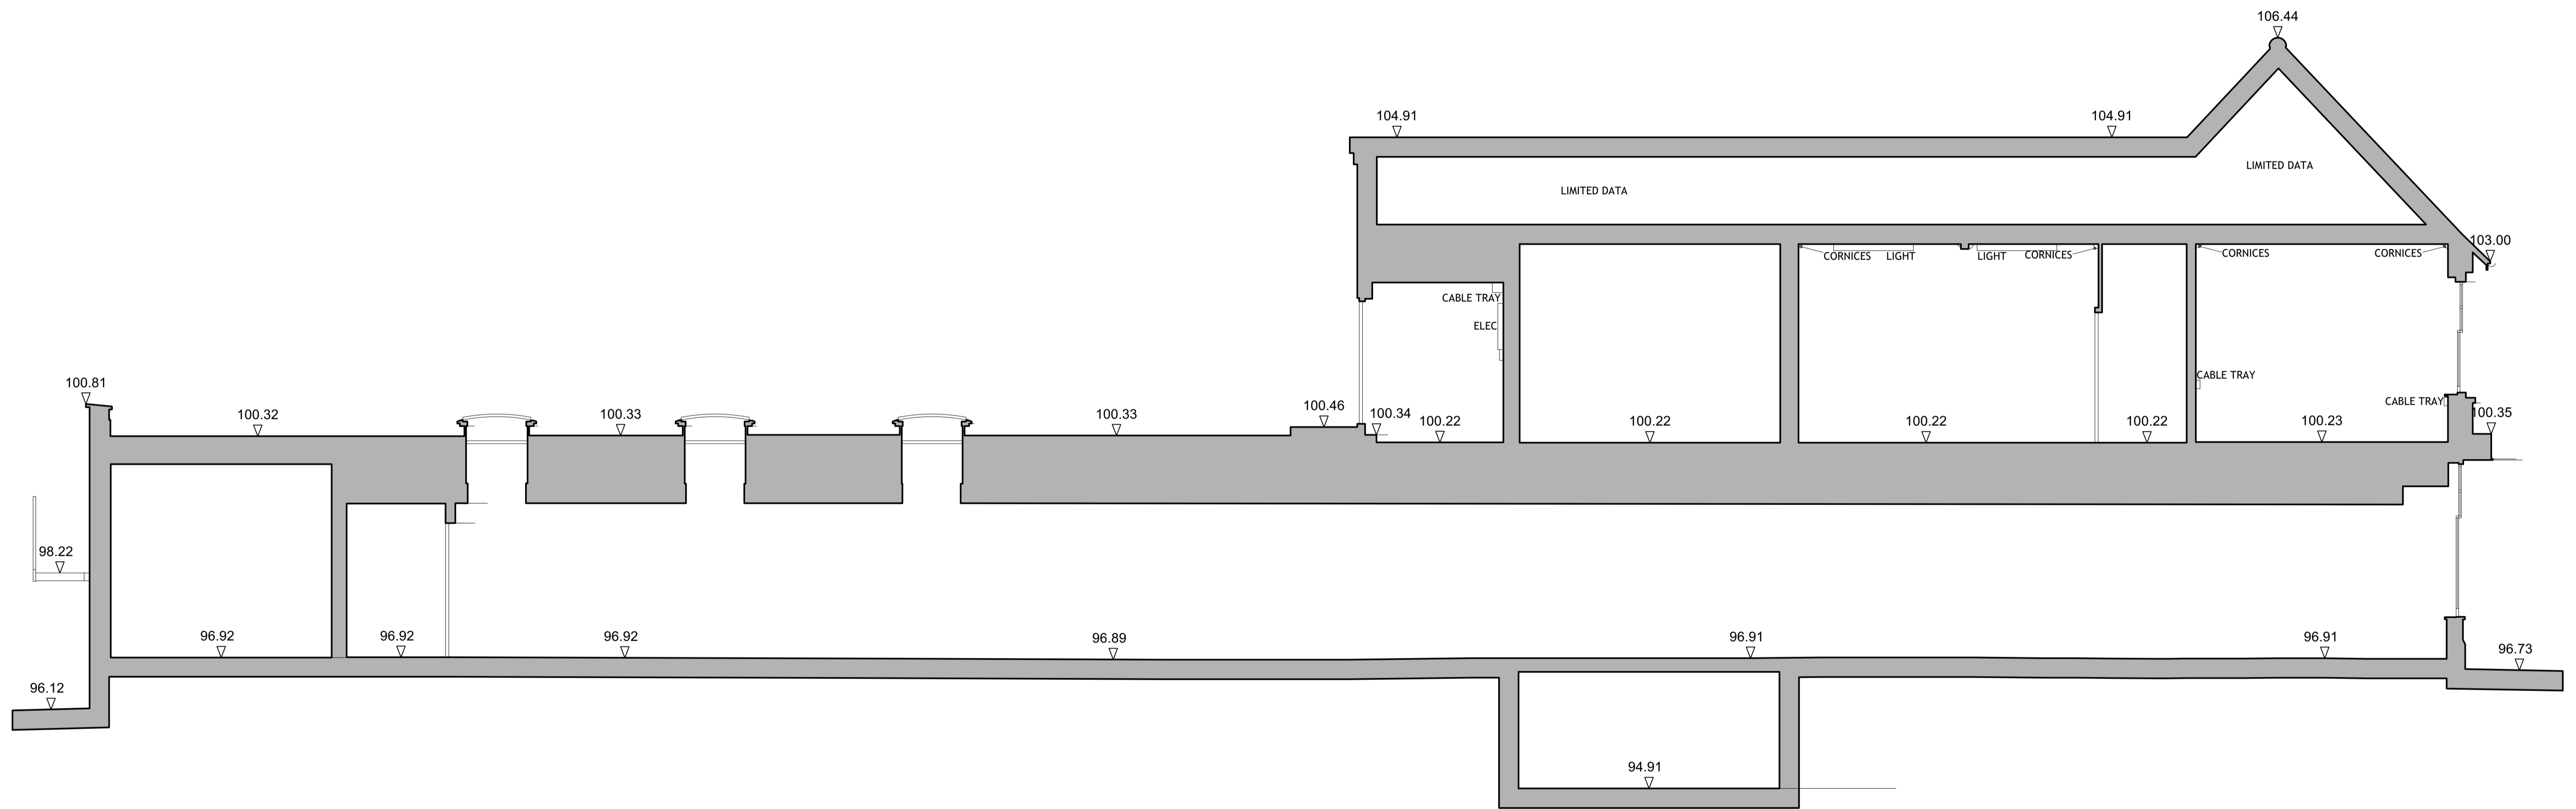 106.44
104.91
104.91
LIMITED DATA
LIMITED DATA
103.00
CORNICES
LIGHT
LIGHT
CORNICES
CORNICES
CORNICES
CABLE TRAY
ELEC
CABLE TRAY
CABLE TRAY
100.81
100.32
100.33
100.33
100.46
100.34
100.22
100.22
100.22
100.22
100.23
100.35
98.22
96.92
96.92
96.92
96.89
96.91
96.91
96.73
96.12
94.91